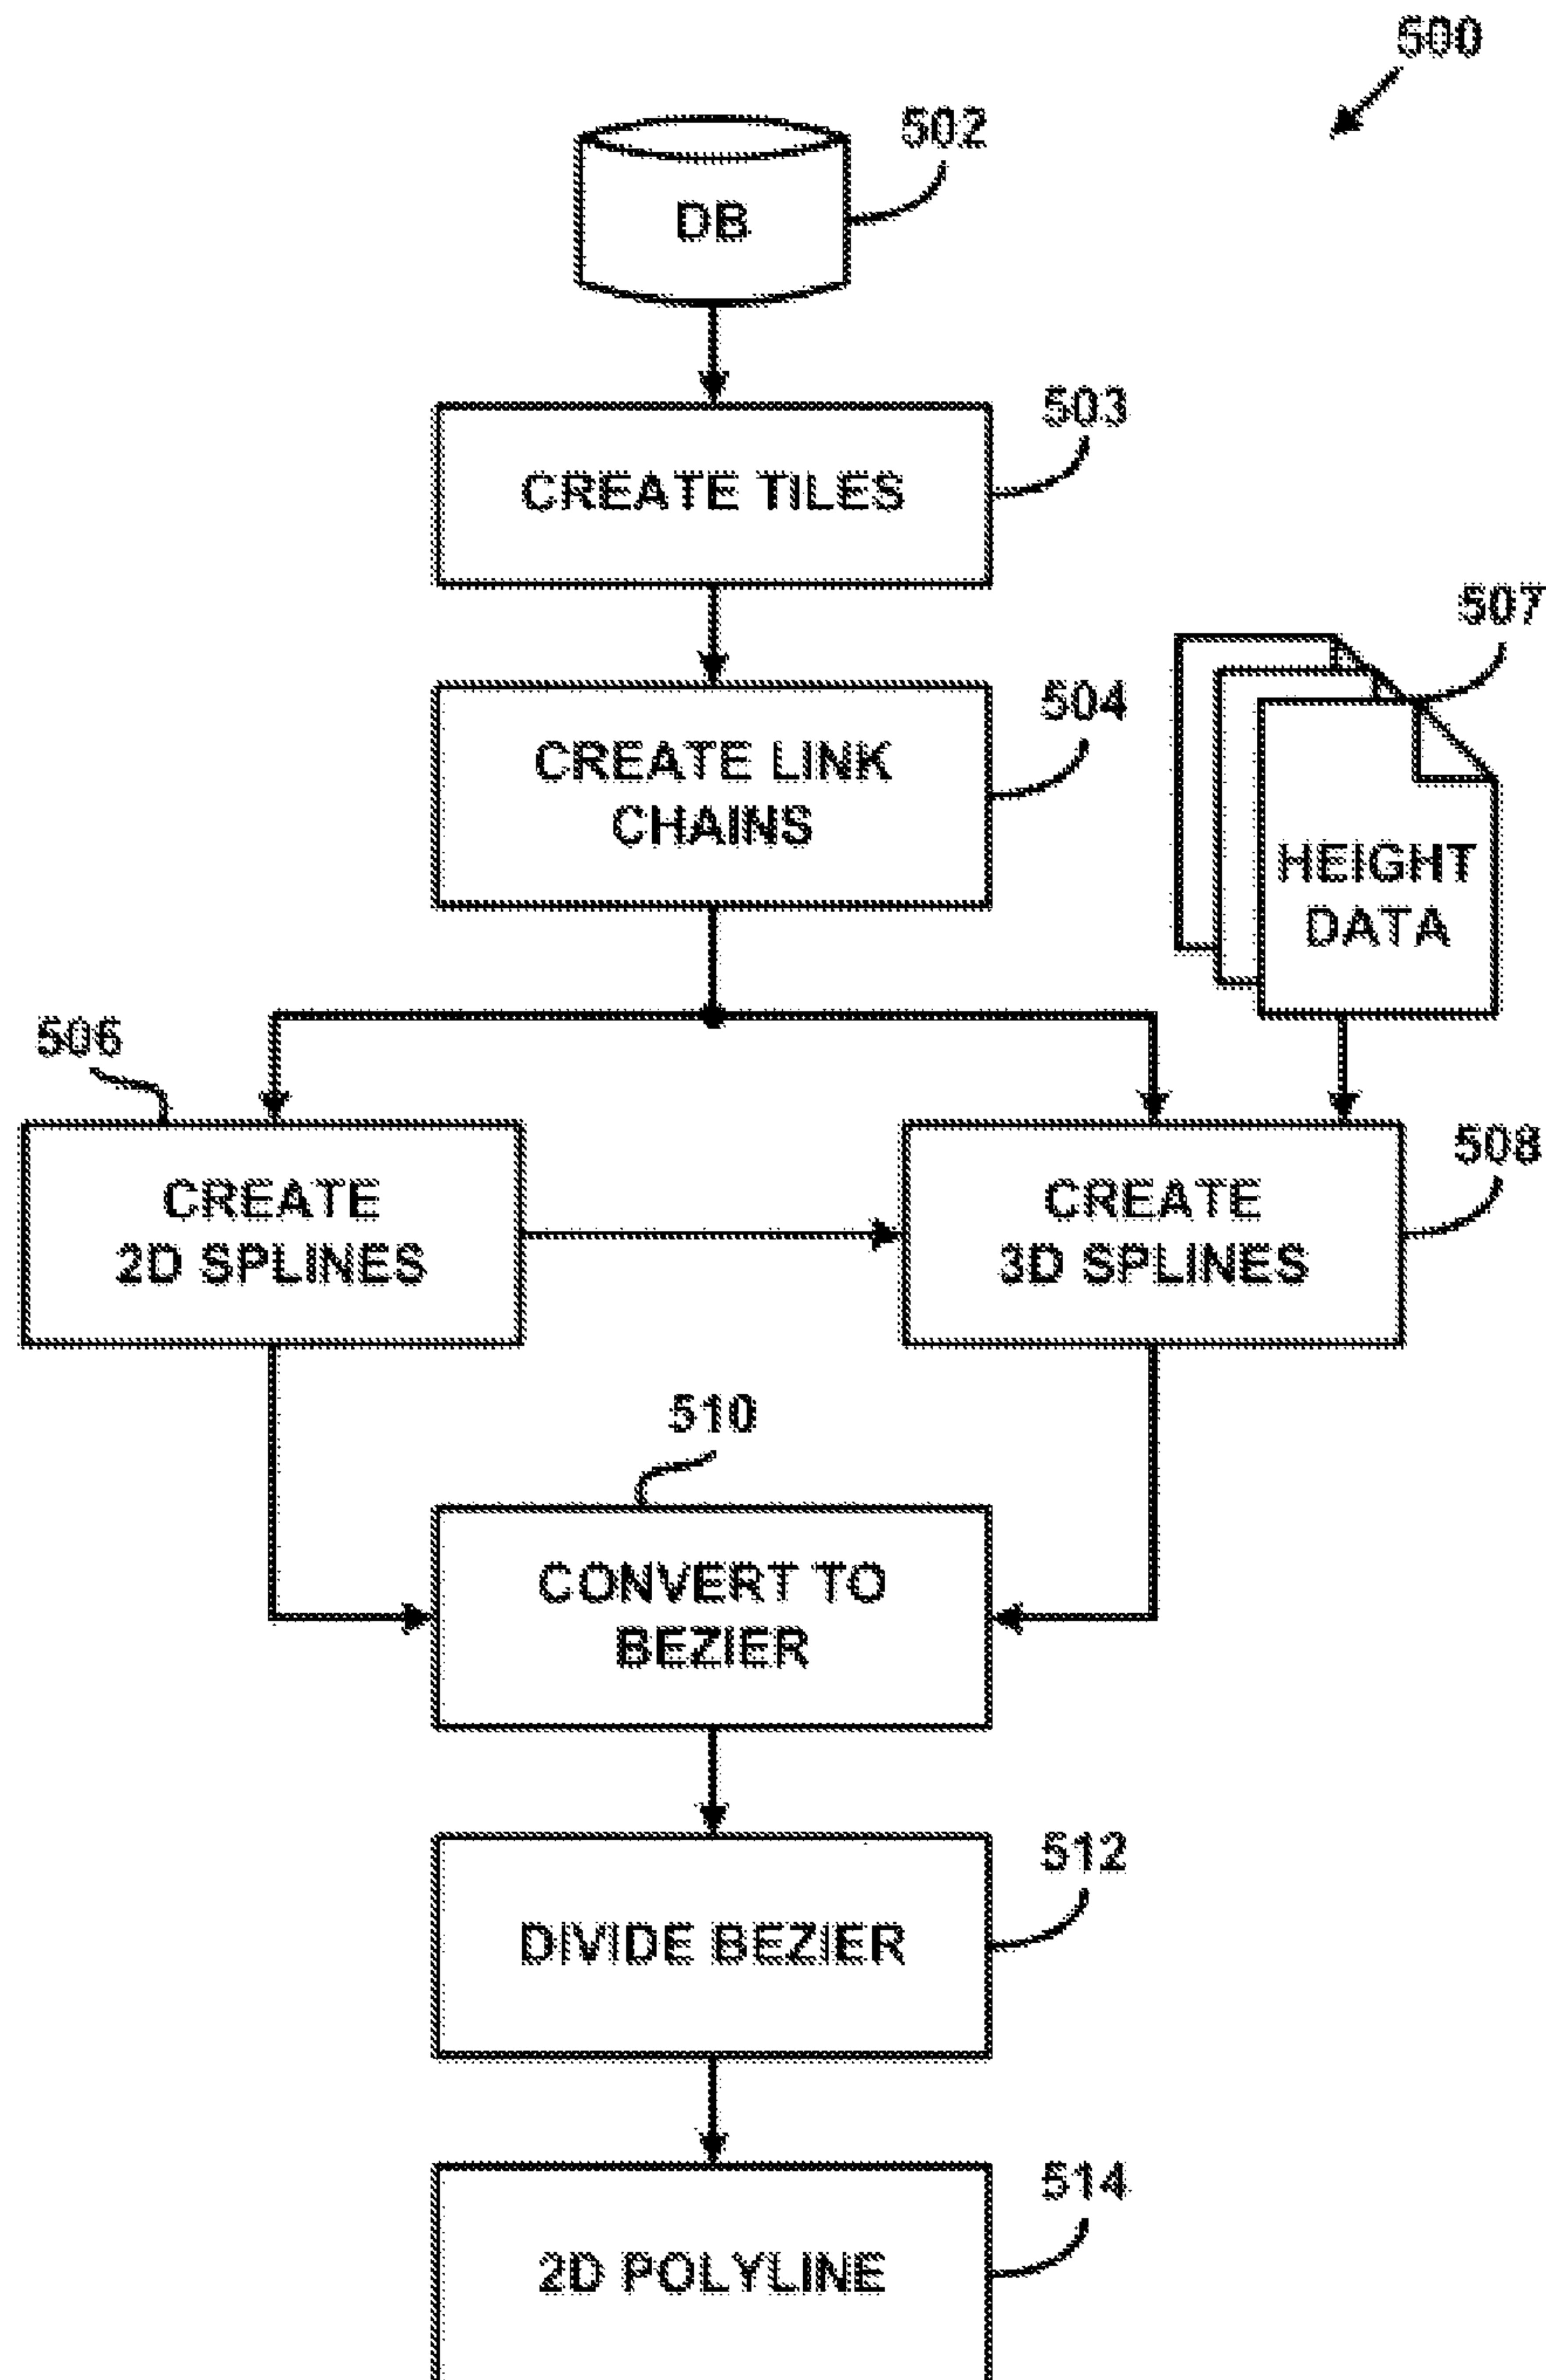 500
502
DB
503
CREATE TILES
507
504
CREATE LINK
CHAINS
HEIGHT
DATA
506
508
CREATE
2D SPLINES
CREATE
3D SPLINES
510
CONVERT TO
BEZIER
512
DIVIDE BEZIER
514
2D POLYLINE